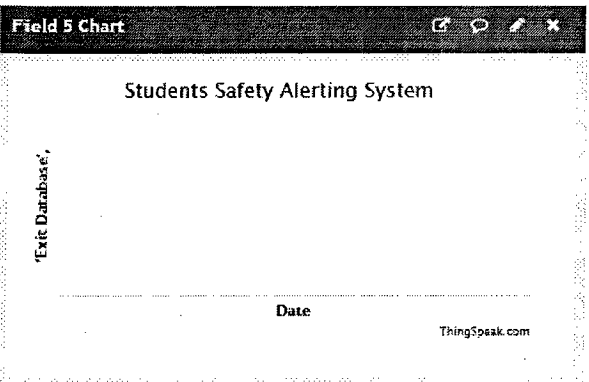 Field 5 Chart
Students Safety Alerting System
'Exit Database',
Date
ThingSpeak.com